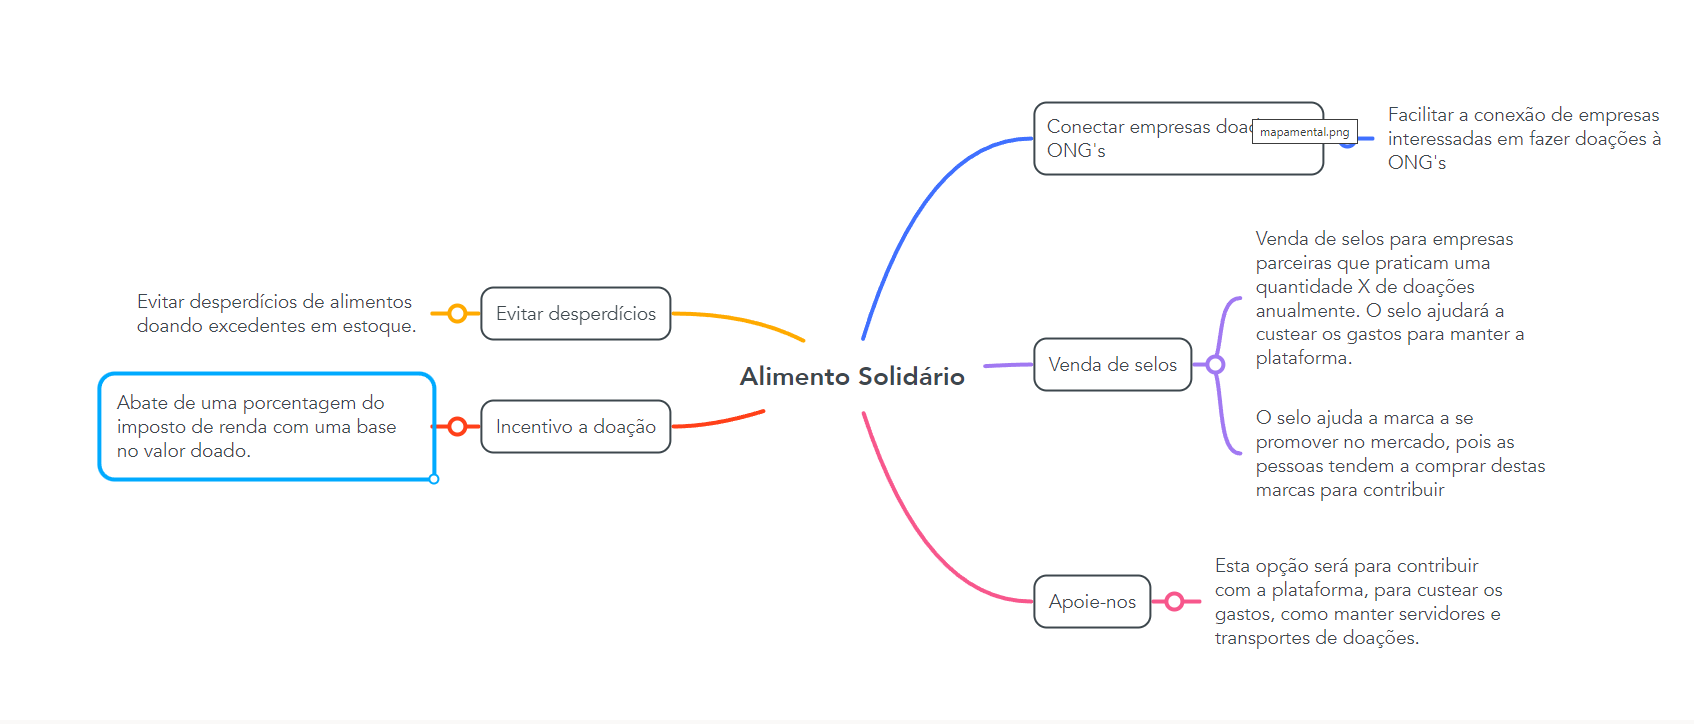 Conectar empresas
ONG's
mapamental.png
Facilitar a conexão de empresas
interessadas em fazer doações à
ONG's
Venda de selos para empresas
parceiras que praticam uma
quantidade X de doações
anualmente. O selo ajudará a
custear os gastos para manter a
plataforma.
Evitar desperdícios de alimentos
doando excedentes em estoque.
Evitar desperdícios
Alimento Solidário
Venda de selos
Abate de uma porcentagem do
imposto de renda com uma base
no valor doado.
Incentivo a doação
O selo ajuda a marca a se
promover no mercado, pois as
pessoas tendem a comprar destas
marcas para contribuir
Apoie-nos
Esta opção será para contribuir
com a plataforma, para custear os
gastos, como manter servidores e
transportes de doações.